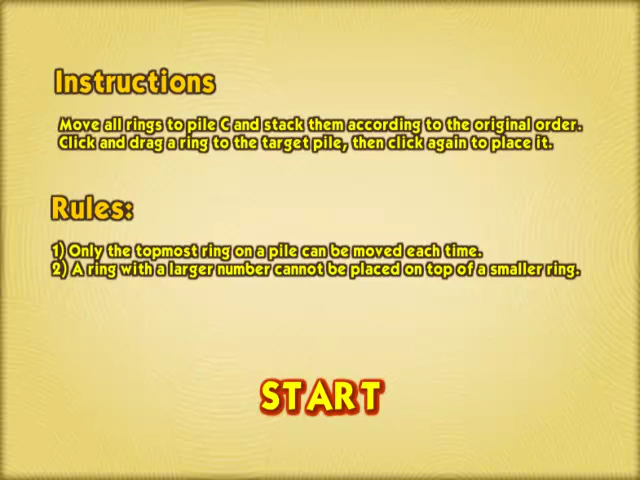 Instructions
Move all rings to pile C and stack them according to the original order.
Click and drag a ring to the target pile, then click again to place it.
Rules:
1) Only the topmost ring on a pile can be moved each time.
2) A ring with a larger number cannot be placed on top of a smaller ring.
START